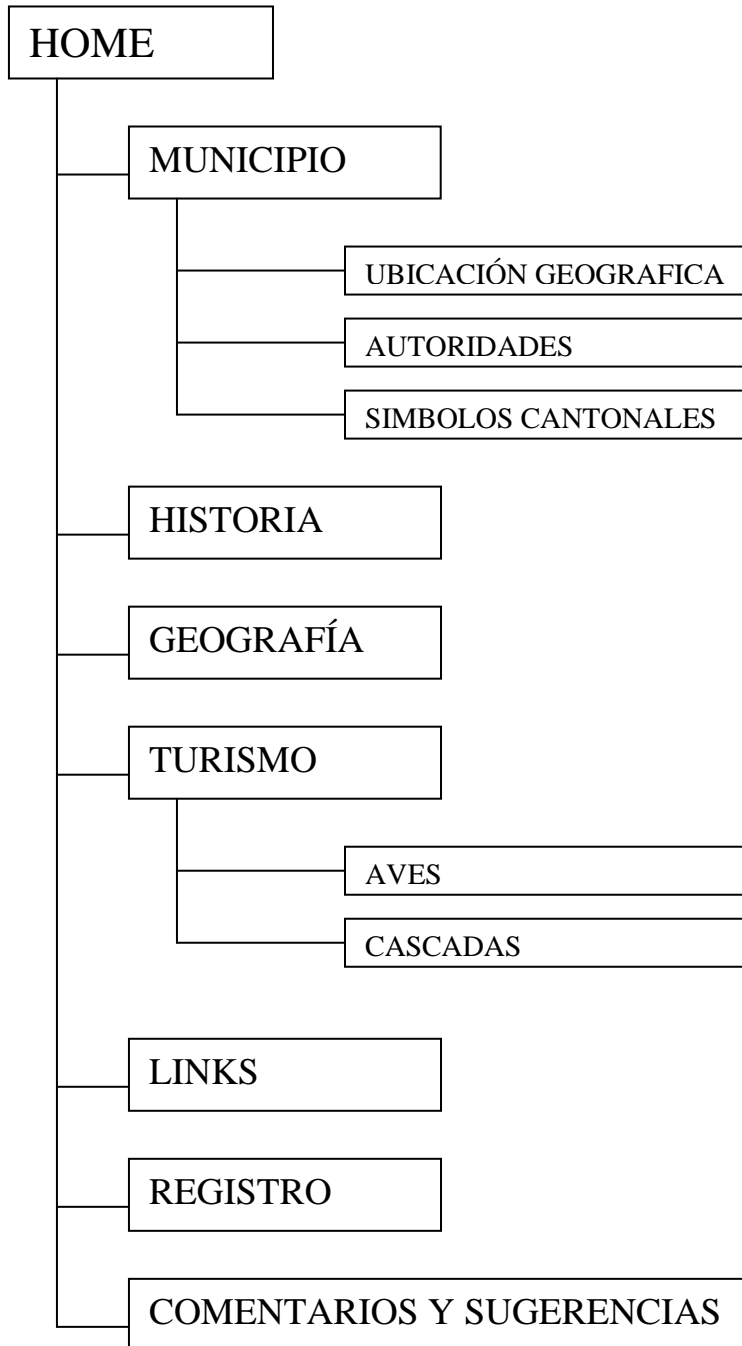 HOME
MUNICIPIO
UBICACIÓN GEOGRAFICA
AUTORIDADES
SIMBOLOS CANTONALES
HISTORIA
GEOGRAFÍA
TURISMO
AVES
CASCADAS
LINKS
REGISTRO
COMENTARIOS Y SUGERENCIAS